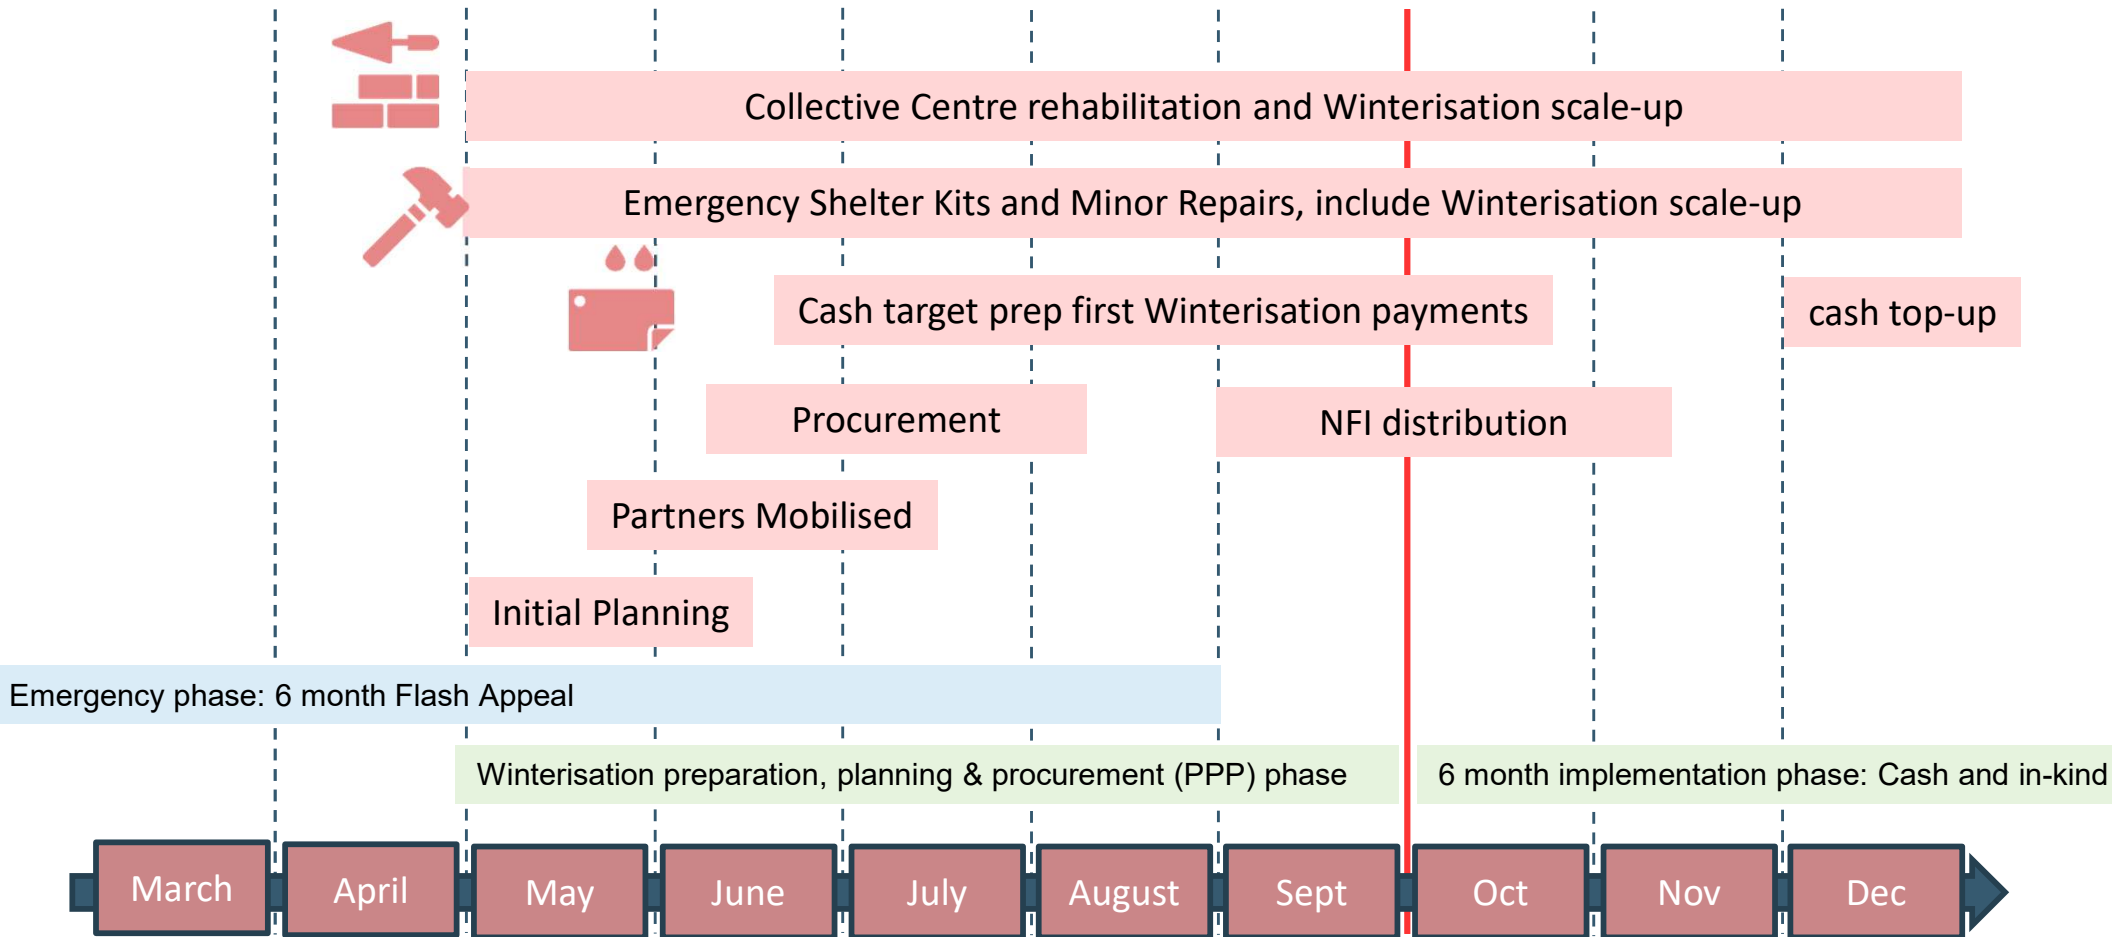 Collective Centre rehabilitation and Winterisation scale-up
Emergency Shelter Kits and Minor Repairs, include Winterisation scale-up
Cash target prep first Winterisation payments
cash top-up
Procurement
NFI distribution
Partners Mobilised
Initial Planning
Emergency phase: 6 month Flash Appeal
Winterisation preparation, planning & procurement (PPP) phase
6 month implementation phase: Cash and in-kind
March
April
May
June
July
August
Sept
Oct
Nov
Dec